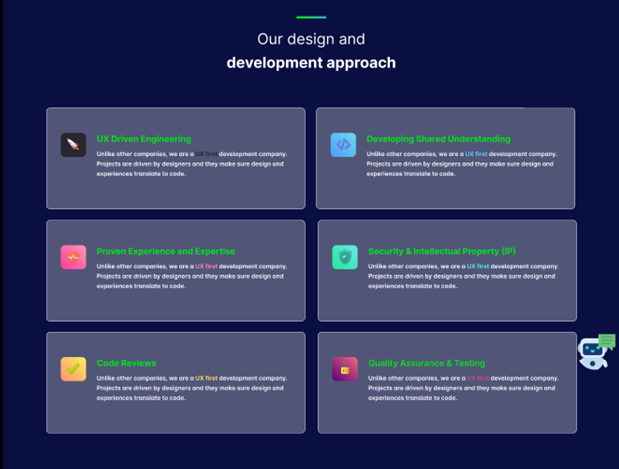 Our design and
development approach
UX Driven Engineering
Unlike other companies, we are a UX first development company.
Projects are driven by designers and they make sure design and
experiences translate to code.
Developing Shared Understanding
Unlike other companies, we are a UX first development company.
Projects are driven by designers and they make sure design and
experiences translate to code.
Proven Experience and Expertise
Unlike other companies, we are a UX first development company.
Projects are driven by designers and they make sure design and
experiences translate to code.
Security & Intellectual Property (IP)
Unlike other companies, we are a UX first development company.
Projects are driven by designers and they make sure design and
experiences translate to code.
Code Reviews
Unlike other companies, we are a UX first development company.
Projects are driven by designers and they make sure design and
experiences translate to code.
Quality Assurance & Testing
Unlike other companies, we are a UX first development company.
Projects are driven by designers and they make sure design and
experiences translate to code.